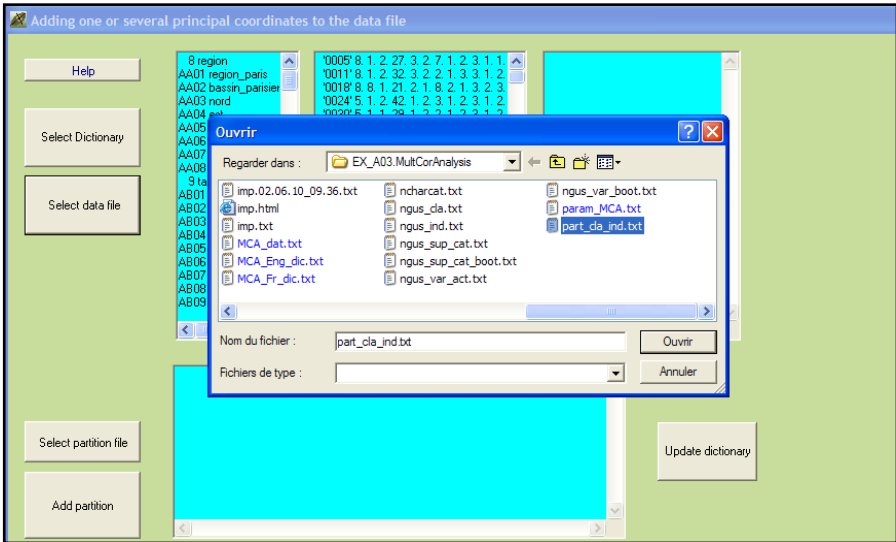 Adding one or several principal coordinates to the data file
Help
Select Dictionary
Select data file
8 region
AA01 region_paris
AA02 bassin_parisier
AA03 nord
AA04
AA05
AA06
AA07
AA08
9 ta
AB01
AB02
AB03
AB04
AB05
AB06
AB07
AB08
AB09
'0005' 8. 1. 2. 27. 3. 2. 7. 1. 2. 3. 1. 1.
'0011' 8. 1. 2. 32. 3. 2. 2. 1. 3. 3. 1. 2.
'0018' 8. 8. 1. 21. 2. 1. 8. 2. 1. 3. 2. 3.
'0024' 5. 1. 2. 42. 1. 2. 3. 1. 2. 3. 1. 2.
Ouvrir
Regarder dans :
EX_A03.MultCorAnalysis
imp.02.06.10_09.36.txt
imp.html
imp.txt
MCA_dat.txt
MCA_Eng_dic.txt
MCA_Fr_dic.txt
ncharcat.txt
ngus_cla.txt
ngus_ind.txt
ngus_sup_cat.txt
ngus_sup_cat_boot.txt
ngus_var_act.txt
ngus_var_boot.txt
param_MCA.txt
part_cla_ind.txt
Nom du fichier :
part_cla_ind.txt
Ouvrir
Fichiers de type :
Annuler
Select partition file
Add partition
Update dictionary